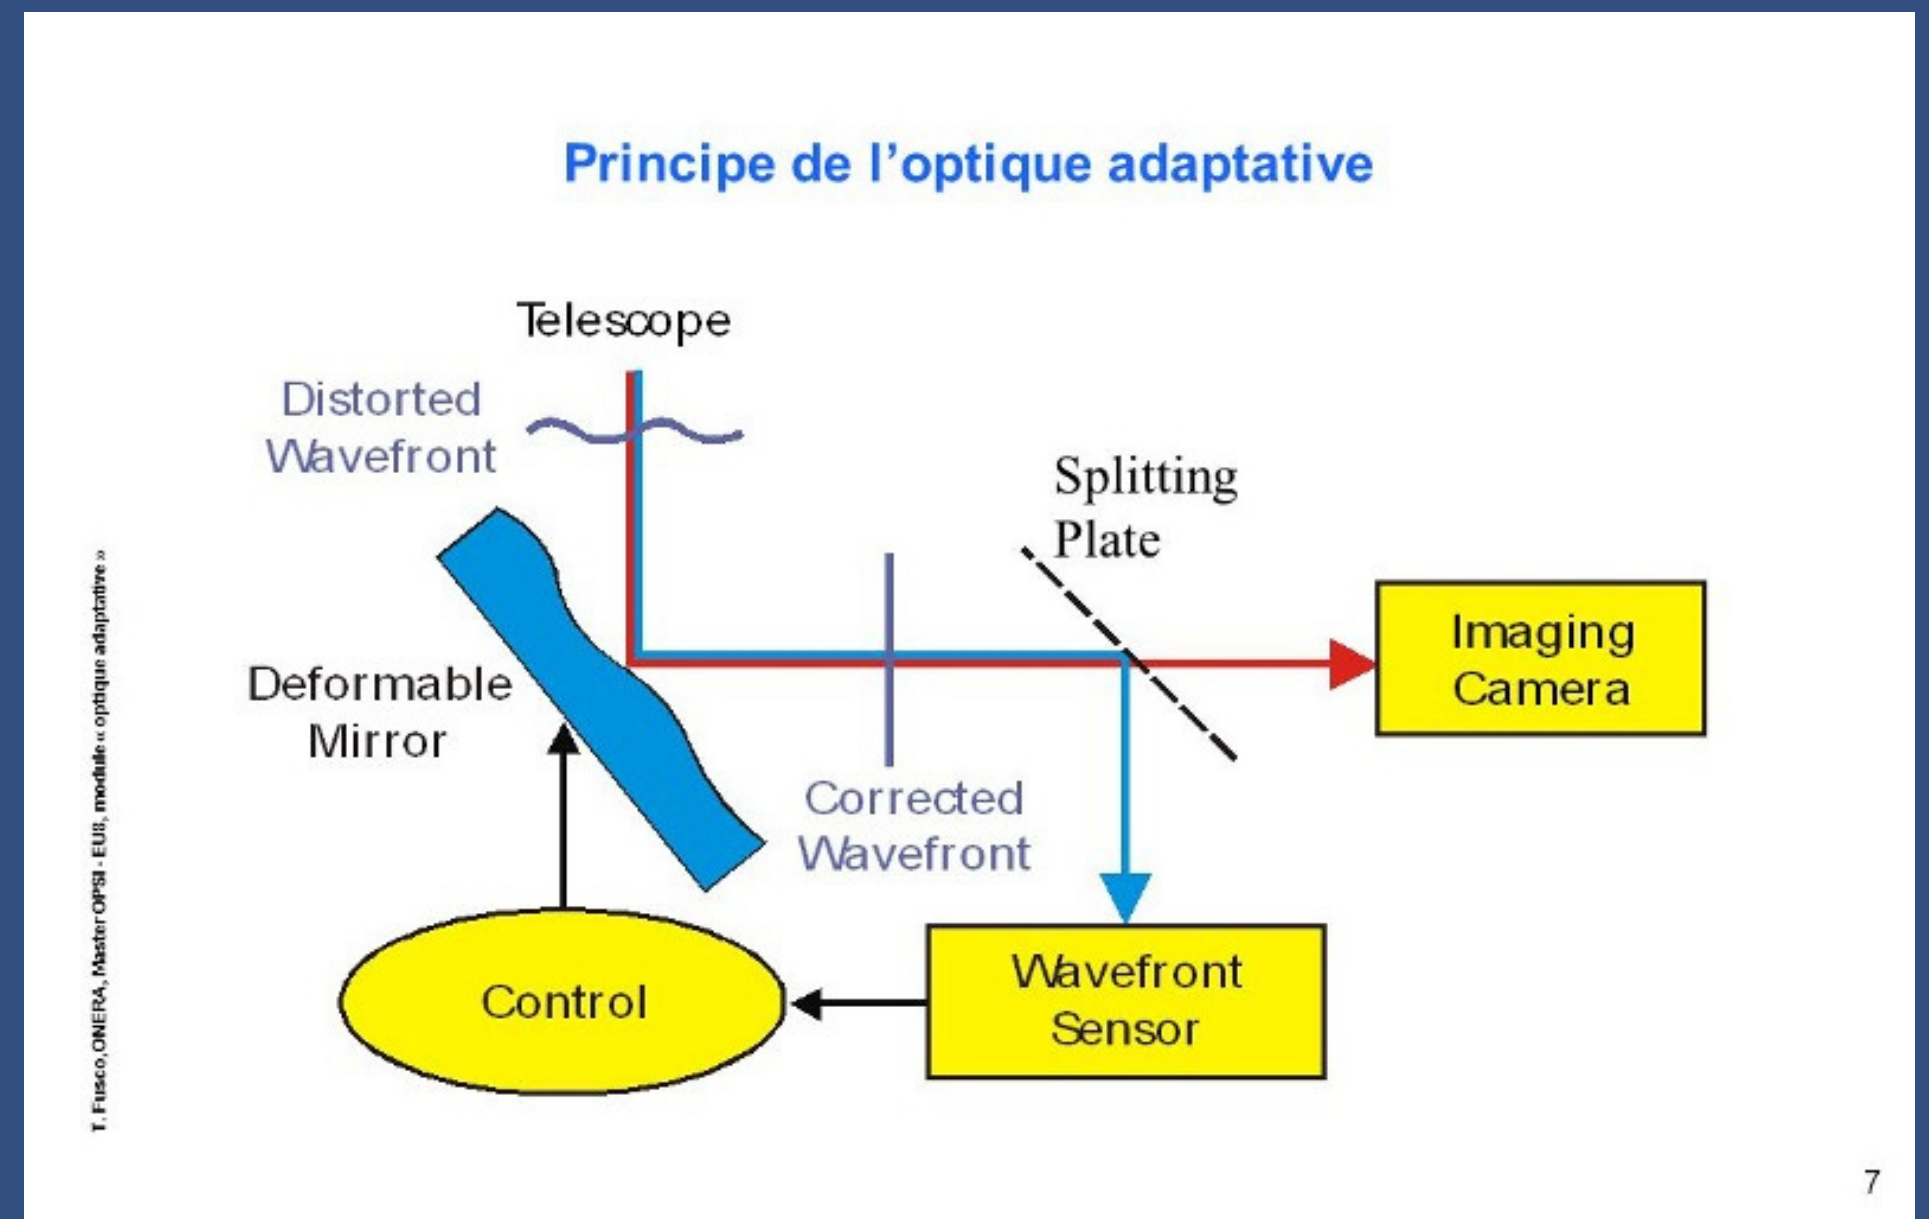 Principe de l’optique adaptative
Telescope
Distorted
Wavefront
Splitting
Plate
Imaging
Camera
Deformable
Mirror
Corrected
Wavefront
Control
Wavefront
Sensor
T. Fusco,ONERA, Master OPSI - EU8, module « optique adaptative »
7